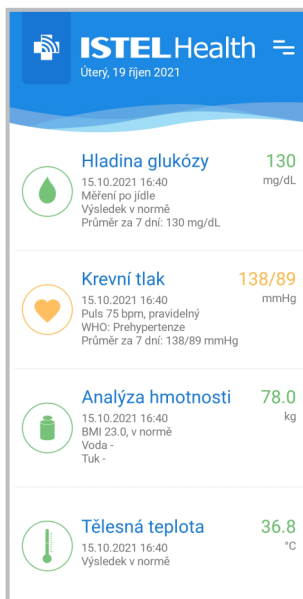 ISTEL Health
Úterý, 19 říjen 2021
Hladina glukózy 130
15.10.2021 16:40 mg/dL
Měření po jídle
Výsledek v normě
Průměr za 7 dní: 130 mg/dL
Krevní tlak 138/89
15.10.2021 16:40 mmHg
Puls 75 bpm, pravidelný
WHO: Prehypertenze
Průměr za 7 dní: 138/89 mmHg
Analýza hmotnosti 78.0
15.10.2021 16:40 kg
BMI 23.0, v normě
Voda -
Tuk -
Tělesná teplota 36.8
15.10.2021 16:40 °C
Výsledek v normě